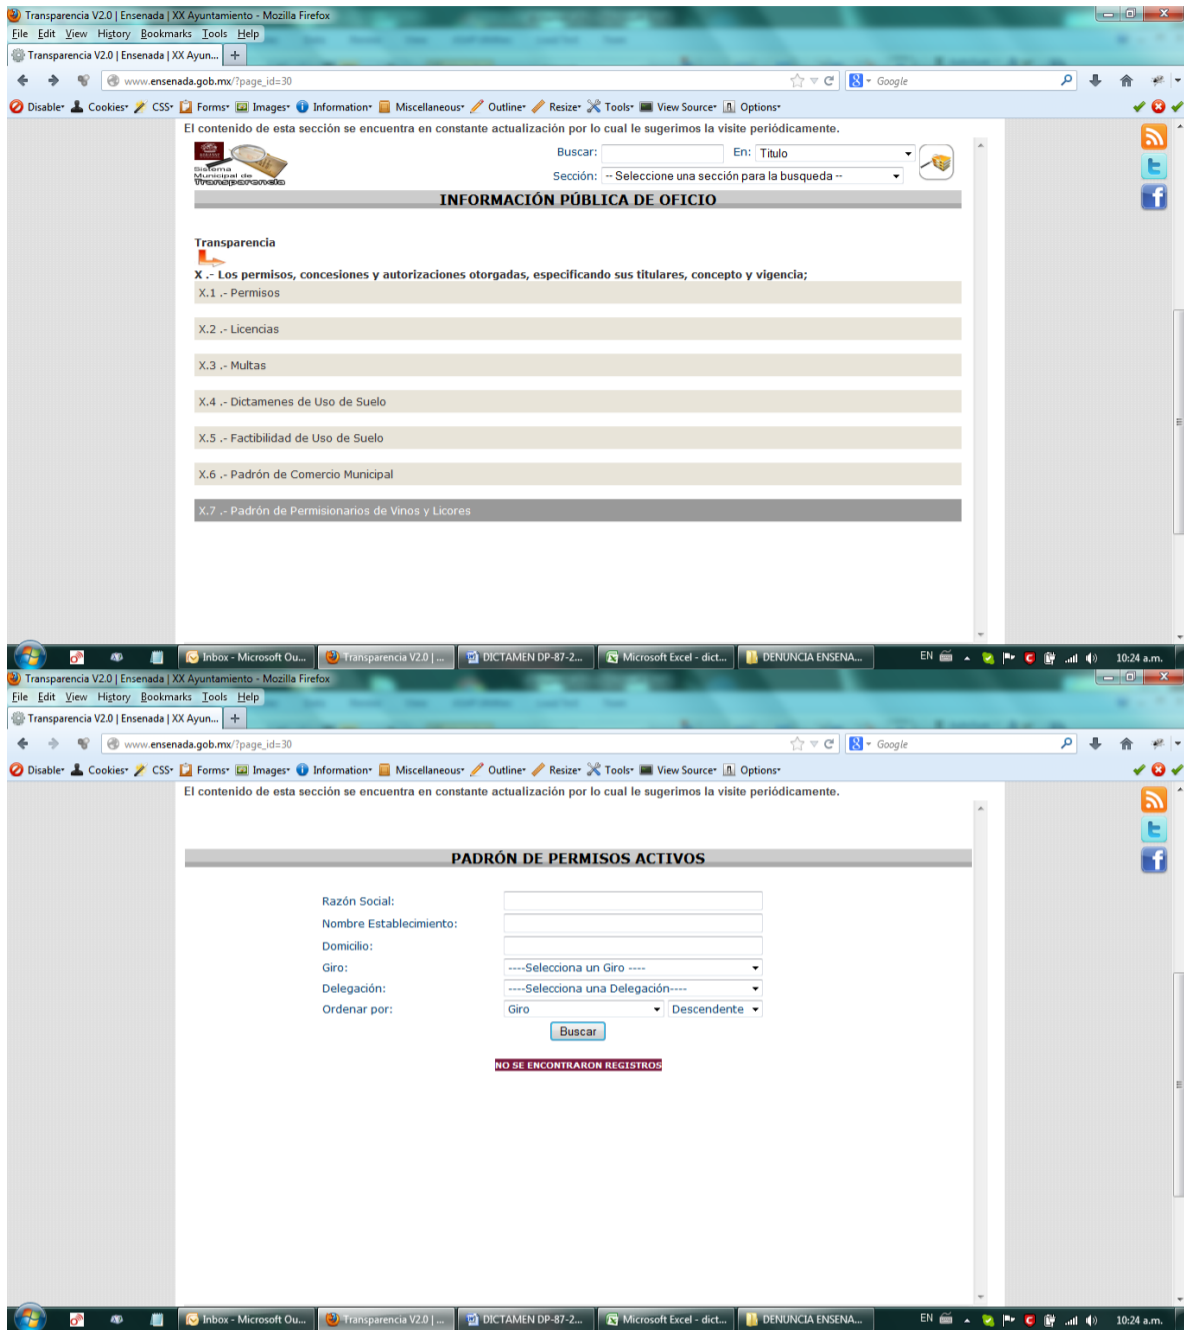 Transparencia V2.0 | Ensenada | XX Ayuntamiento - Mozilla Firefox
File Edit View History Bookmarks Tools Help
Transparencia V2.0 | Ensenada | XX Ayun... +
www.ensenada.gob.mx/?page_id=30 Google
Disable Cookies CSS Forms Images Information Miscellaneous Outline Resize Tools View Source Options
El contenido de esta sección se encuentra en constante actualización por lo cual le sugerimos la visite periódicamente.
Sistema
Municipal de
Transparencia
Buscar: En: Titulo
Sección: -- Seleccione una sección para la busqueda --
INFORMACIÓN PÚBLICA DE OFICIO
Transparencia
X .- Los permisos, concesiones y autorizaciones otorgadas, especificando sus titulares, concepto y vigencia;
X.1 .- Permisos
X.2 .- Licencias
X.3 .- Multas
X.4 .- Dictamenes de Uso de Suelo
X.5 .- Factibilidad de Uso de Suelo
X.6 .- Padrón de Comercio Municipal
X.7 .- Padrón de Permisionarios de Vinos y Licores
Inbox - Microsoft Ou... Transparencia V2.0 | ... DICTAMEN DP-87-2... Microsoft Excel - dict... DENUNCIA ENSENA... EN 10:24 a.m.
Transparencia V2.0 | Ensenada | XX Ayuntamiento - Mozilla Firefox
File Edit View History Bookmarks Tools Help
Transparencia V2.0 | Ensenada | XX Ayun... +
www.ensenada.gob.mx/?page_id=30 Google
Disable Cookies CSS Forms Images Information Miscellaneous Outline Resize Tools View Source Options
El contenido de esta sección se encuentra en constante actualización por lo cual le sugerimos la visite periódicamente.
PADRÓN DE PERMISOS ACTIVOS
Razón Social:
Nombre Establecimiento:
Domicilio:
Giro: ----Selecciona un Giro ----
Delegación: ----Selecciona una Delegación----
Ordenar por: Giro Descendente
Buscar
NO SE ENCONTRARON REGISTROS
Inbox - Microsoft Ou... Transparencia V2.0 | ... DICTAMEN DP-87-2... Microsoft Excel - dict... DENUNCIA ENSENA... EN 10:24 a.m.